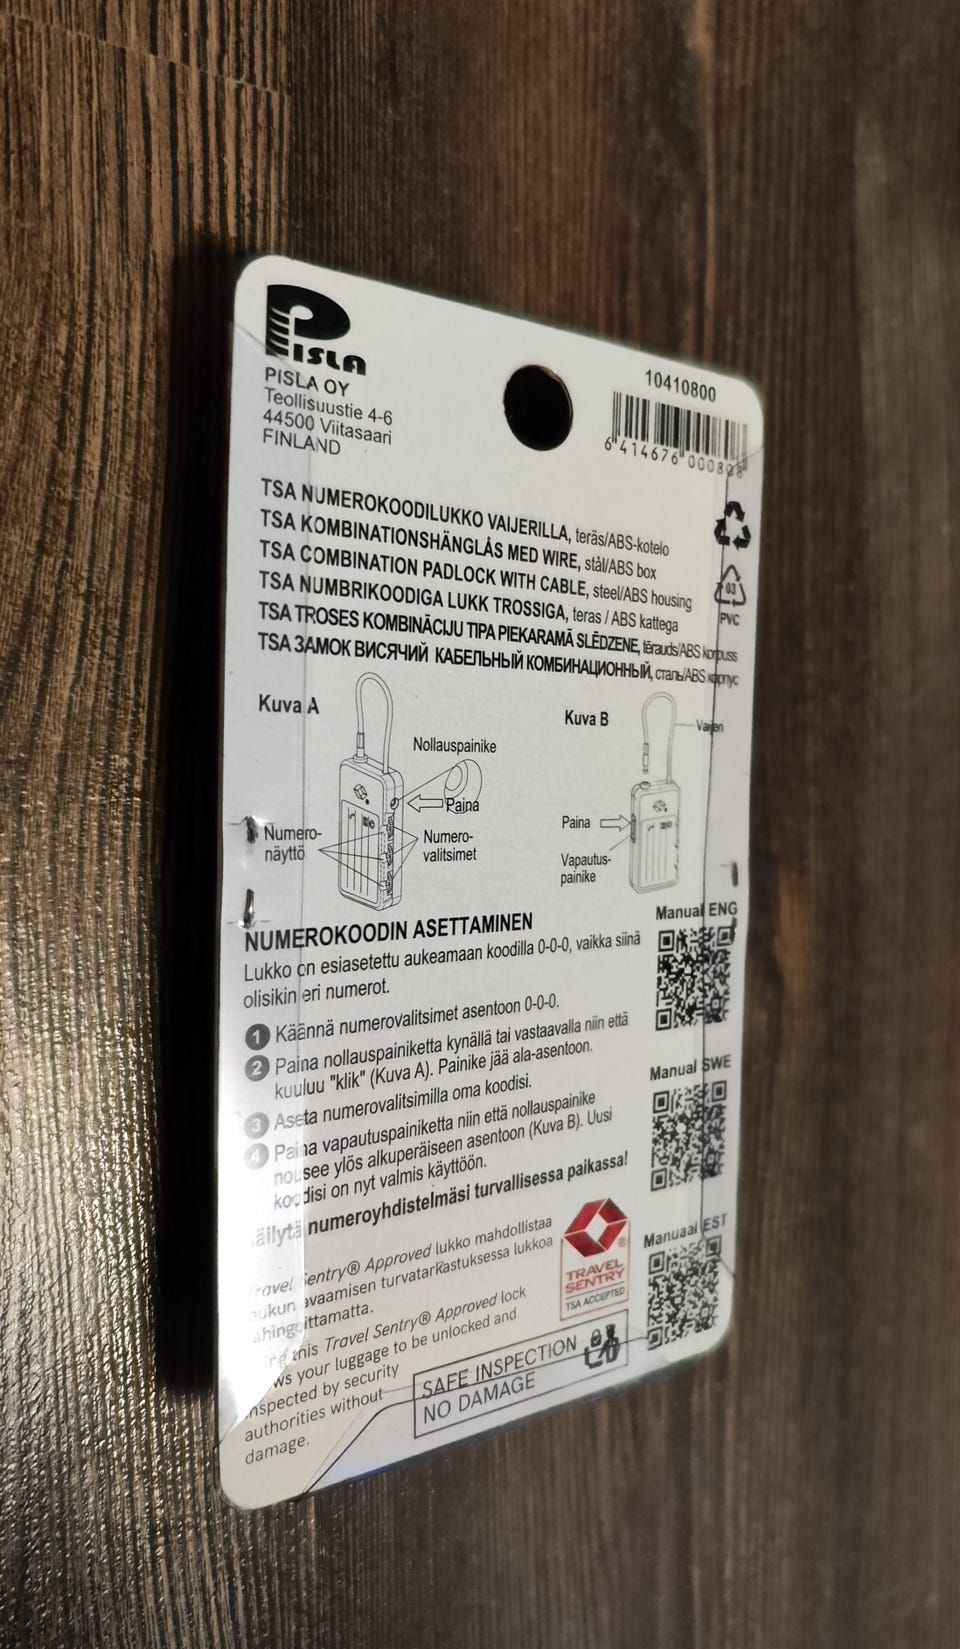 PISLA
PISLA OY
Teollisuustie 4-6
44500 Viitasaari
FINLAND
10410800
6 414676 000808
TSA NUMEROKOODILUKKO VAIJERILLA, teräs/ABS-kotelo
TSA KOMBINATIONSHÄNGLÅS MED WIRE, stål/ABS box
TSA COMBINATION PADLOCK WITH CABLE, steel/ABS housing
TSA NUMBRIKOODIGA LUKK TROSSIGA, teras / ABS kattega
TSA TROSES KOMBINĀCIJU TIPA PIEKARAMĀ SLĒDZENE, tērauds/ABS korpuss
TSA ЗАМОК ВИСЯЧИЙ КАБЕЛЬНЫЙ КОМБИНАЦИОННЫЙ, сталь/ABS корпус
03
PVC
Kuva A
Nollauspainike
Paina
Numero-
näyttö
Numero-
valitsimet
Kuva B
Vaijeri
Paina
Vapautus-
painike
NUMEROKOODIN ASETTAMINEN
Lukko on esiasetettu aukeamaan koodilla 0-0-0, vaikka siinä
olisikin eri numerot.
1 Käännä numerovalitsimet asentoon 0-0-0.
2 Paina nollauspainiketta kynällä tai vastaavalla niin että
kuuluu "klik" (Kuva A). Painike jää ala-asentoon.
3 Aseta numerovalitsimilla oma koodisi.
4 Paina vapautuspainiketta niin että nollauspainike
nousee ylös alkuperäiseen asentoon (Kuva B). Uusi
koodisi on nyt valmis käyttöön.
Säilytä numeroyhdistelmäsi turvallisessa paikassa!
Travel Sentry® Approved lukko mahdollistaa
laukun avaamisen turvatarkastuksessa lukkoa
vahingoittamatta.
this Travel Sentry® Approved lock
allows your luggage to be unlocked and
inspected by security
authorities without
damage.
TRAVEL
SENTRY®
TSA ACCEPTED
SAFE INSPECTION
NO DAMAGE
Manual ENG
Manual SWE
Manuaal EST